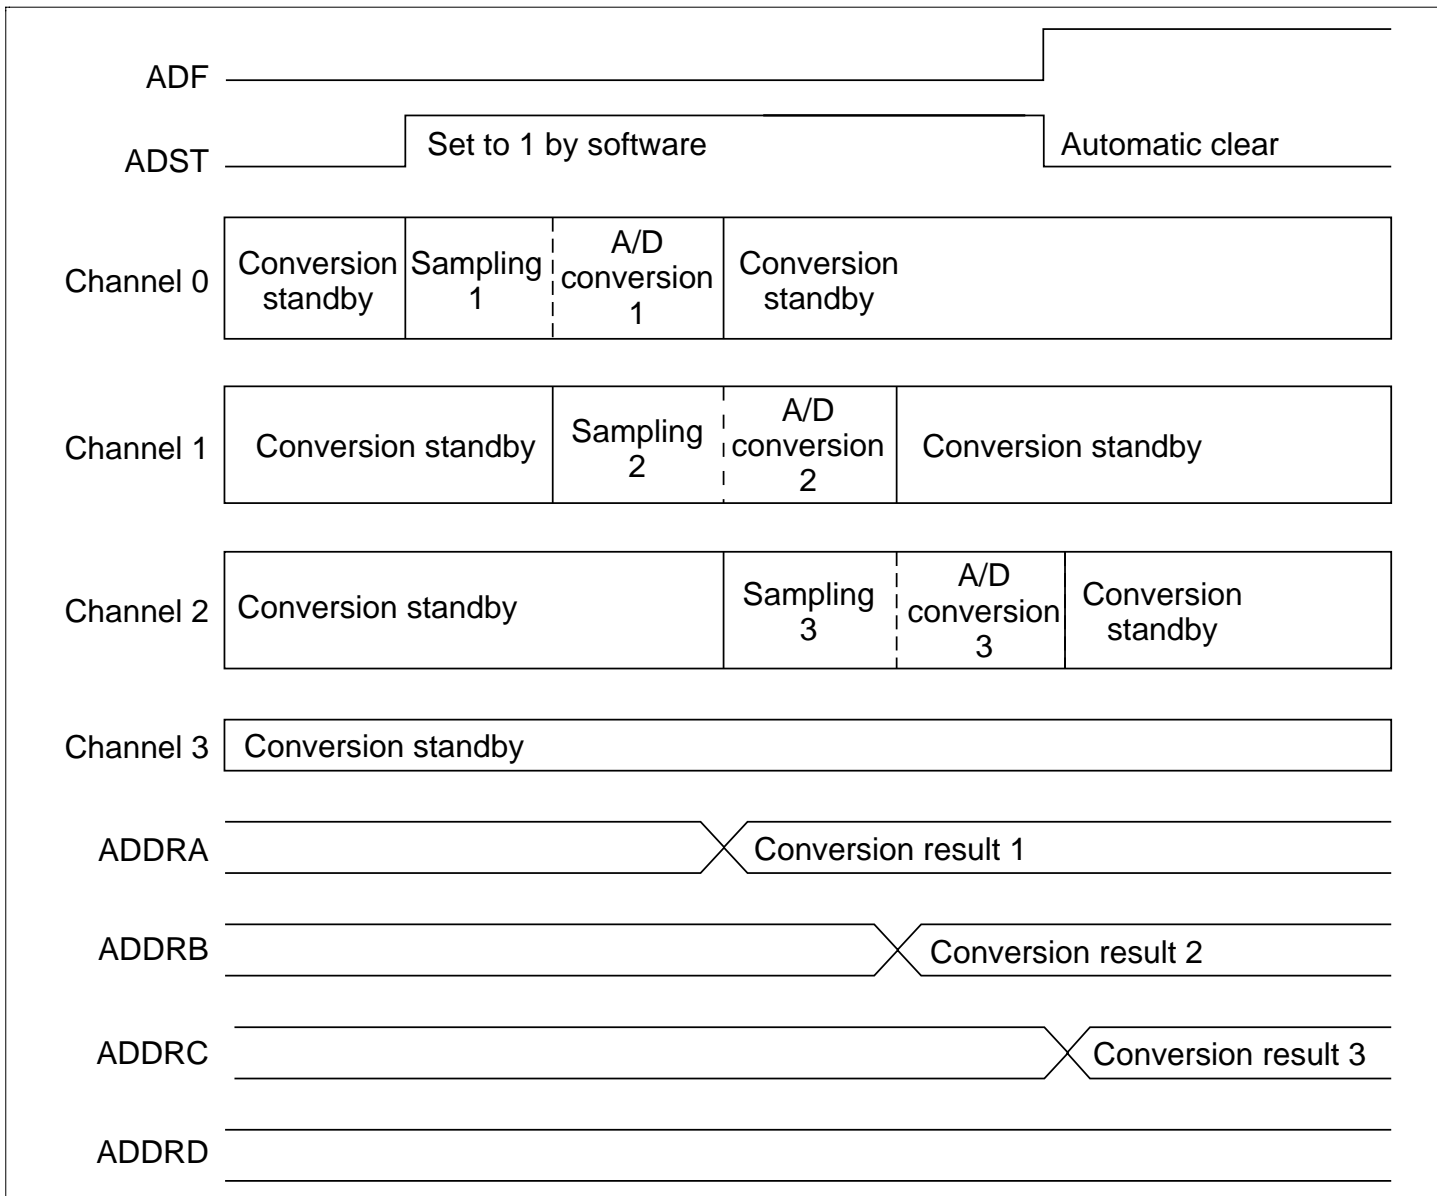 ADF
ADST
Set to 1 by software
Automatic clear
Channel 0
Conversion
standby
Sampling
1
A/D
conversion
1
Conversion
standby
Channel 1
Conversion standby
Sampling
2
A/D
conversion
2
Conversion standby
Channel 2
Conversion standby
Sampling
3
A/D
conversion
3
Conversion
standby
Channel 3
Conversion standby
ADDRA
Conversion result 1
ADDRB
Conversion result 2
ADDRC
Conversion result 3
ADDRD